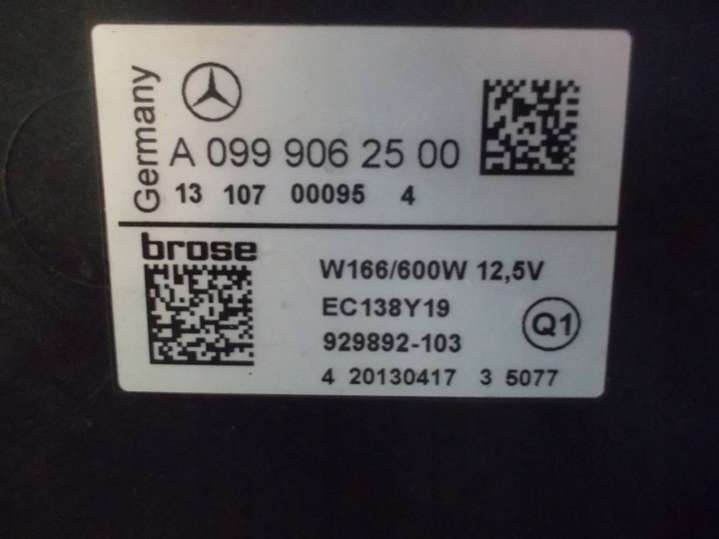 Germany
A 099 906 25 00
13 107 00095 4
brose
W166/600W 12,5V
EC138Y19
929892-103
Q1
4 20130417 3 5077